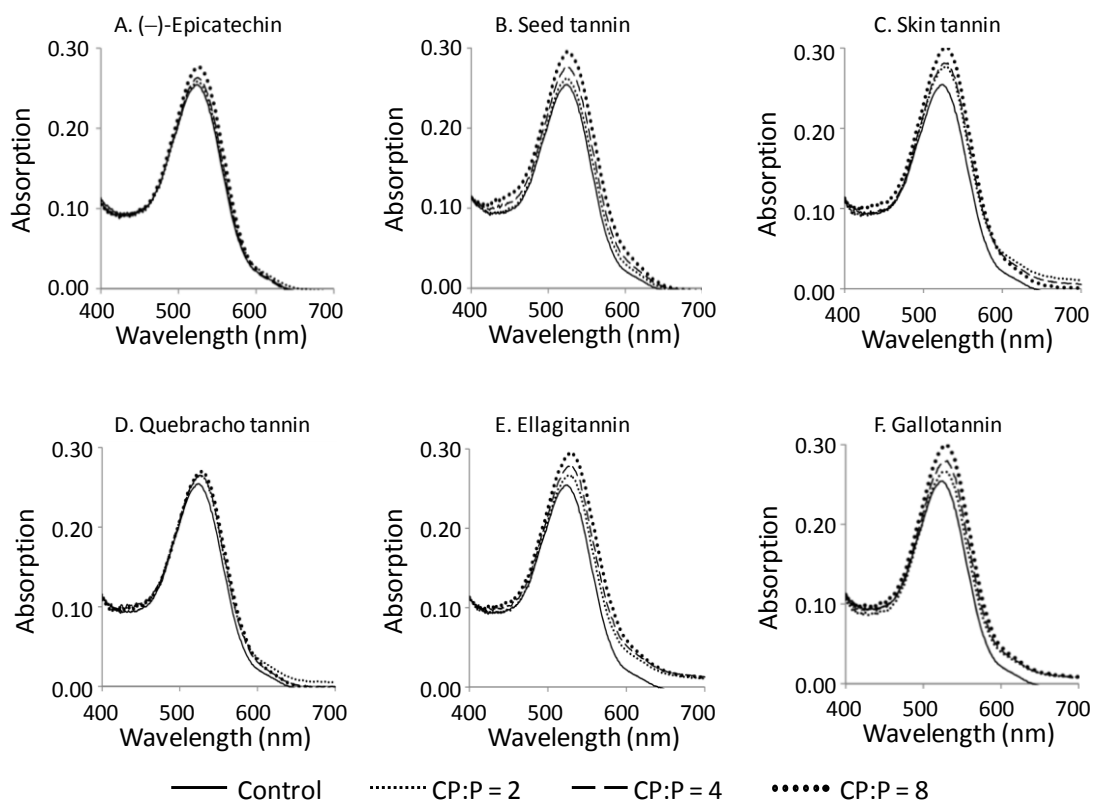 A. (–)-Epicatechin
0.30
0.20
0.10
0.00
Absorption
400 500 600 700
Wavelength (nm)
B. Seed tannin
0.30
0.20
0.10
0.00
Absorption
400 500 600 700
Wavelength (nm)
C. Skin tannin
0.30
0.20
0.10
0.00
Absorption
400 500 600 700
Wavelength (nm)
D. Quebracho tannin
0.30
0.20
0.10
0.00
Absorption
400 500 600 700
Wavelength (nm)
E. Ellagitannin
0.30
0.20
0.10
0.00
Absorption
400 500 600 700
Wavelength (nm)
F. Gallotannin
0.30
0.20
0.10
0.00
Absorption
400 500 600 700
Wavelength (nm)
Control CP:P = 2 CP:P = 4 CP:P = 8